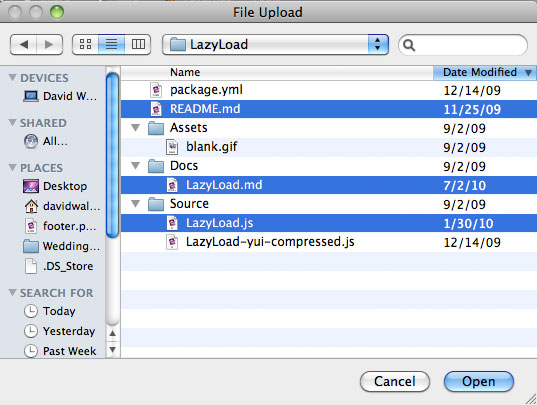 File Upload
LazyLoad
DEVICES
David W...
SHARED
All...
PLACES
Desktop
davidwal...
footer.p...
Wedding...
.DS_Store
SEARCH FOR
Today
Yesterday
Past Week
Name Date Modified
package.yml 12/14/09
README.md 11/25/09
Assets 9/2/09
blank.gif 9/2/09
Docs 9/2/09
LazyLoad.md 7/2/10
Source 9/2/09
LazyLoad.js 1/30/10
LazyLoad-yui-compressed.js 12/14/09
Cancel Open